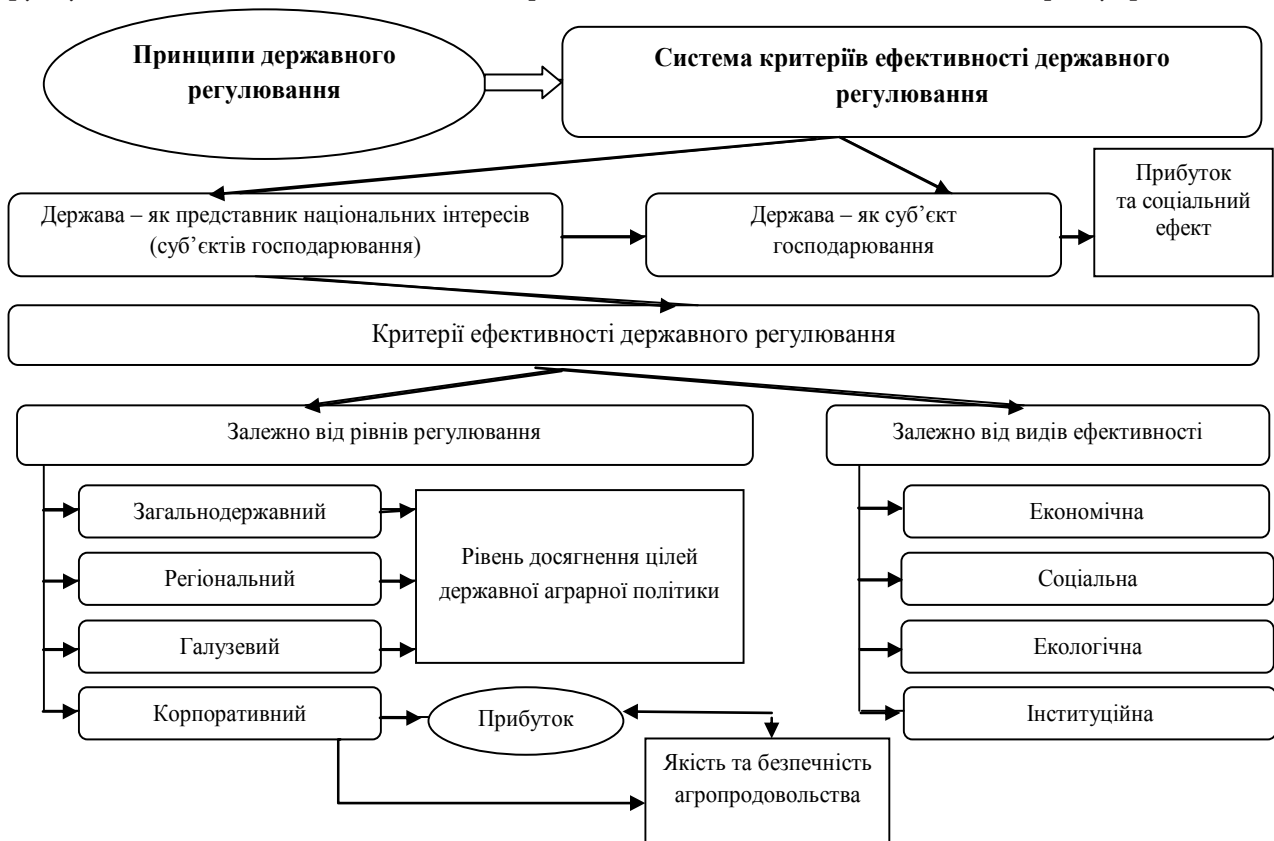 Принципи державного
регулювання
Система критеріїв ефективності державного
регулювання
Держава – як представник національних інтересів
(суб’єктів господарювання)
Держава – як суб’єкт
господарювання
Прибуток
та соціальний
ефект
Критерії ефективності державного регулювання
Залежно від рівнів регулювання
Залежно від видів ефективності
Загальнодержавний
Регіональний
Галузевий
Корпоративний
Рівень досягнення цілей
державної аграрної політики
Прибуток
Якість та безпечність
агропродовольства
Економічна
Соціальна
Екологічна
Інституційна